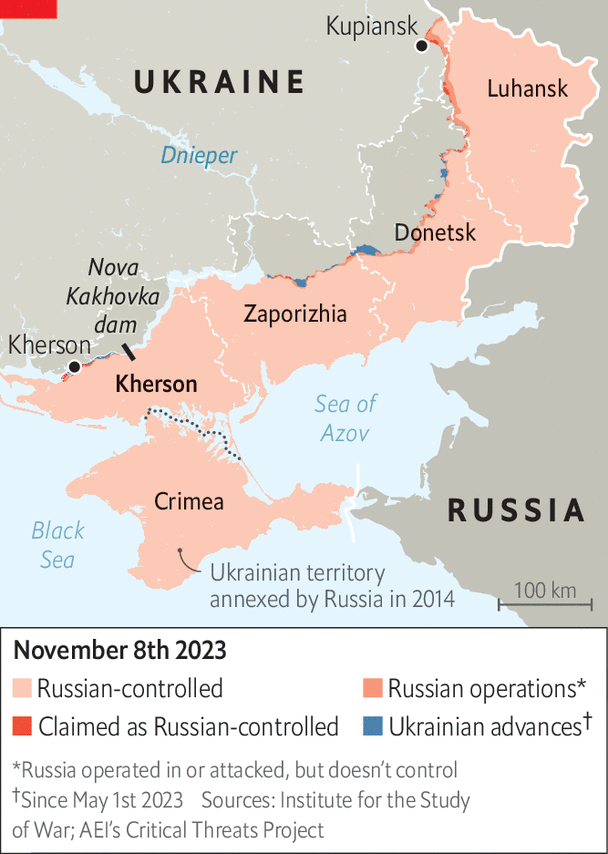 Kupiansk
UKRAINE
Luhansk
Dnieper
Donetsk
Nova
Kakhovka
dam
Zaporizhia
Kherson
Kherson
Sea of
Azov
Crimea
RUSSIA
Black
Sea
Ukrainian territory
annexed by Russia in 2014
100 km
November 8th 2023
Russian-controlled
Russian operations*
Claimed as Russian-controlled
Ukrainian advances†
*Russia operated in or attacked, but doesn’t control
†Since May 1st 2023 Sources: Institute for the Study
of War; AEI’s Critical Threats Project